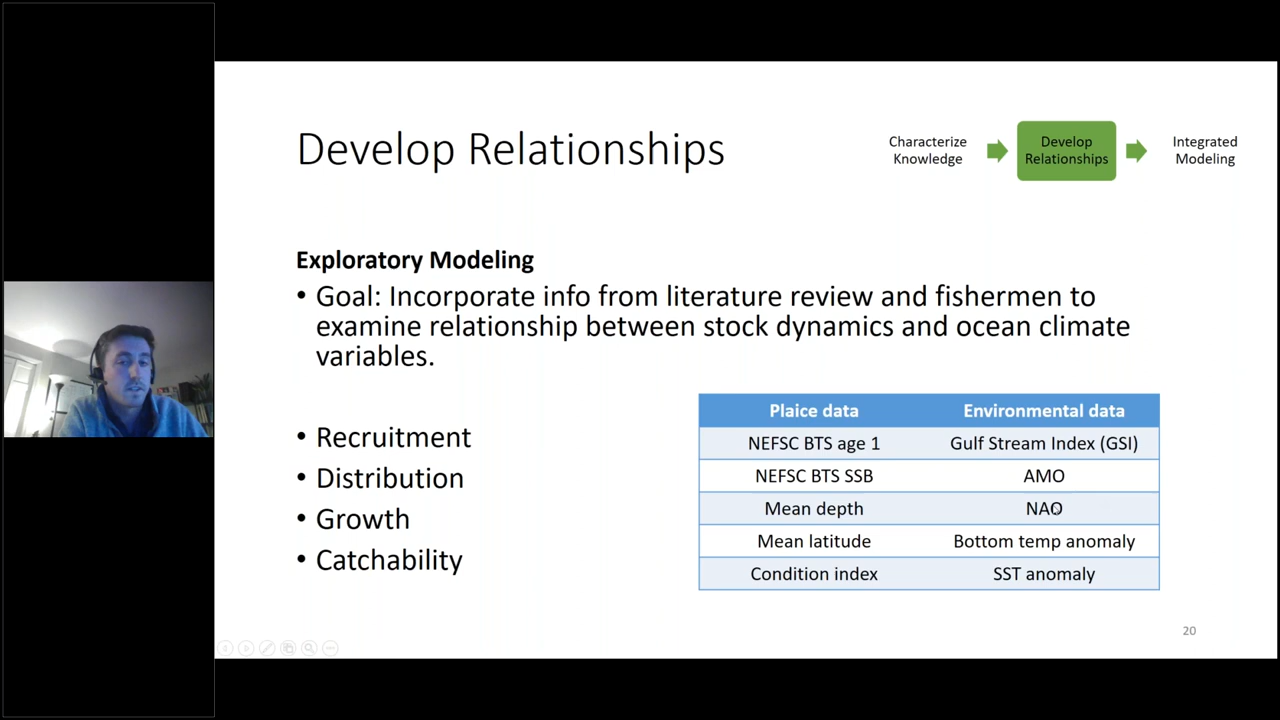 Develop Relationships
Characterize
Knowledge
Develop
Relationships
Integrated
Modeling
Exploratory Modeling
• Goal: Incorporate info from literature review and fishermen to
examine relationship between stock dynamics and ocean climate
variables.
• Recruitment
• Distribution
• Growth
• Catchability
Plaice data Environmental data
NEFSC BTS age 1 Gulf Stream Index (GSI)
NEFSC BTS SSB AMO
Mean depth NAO
Mean latitude Bottom temp anomaly
Condition index SST anomaly
20